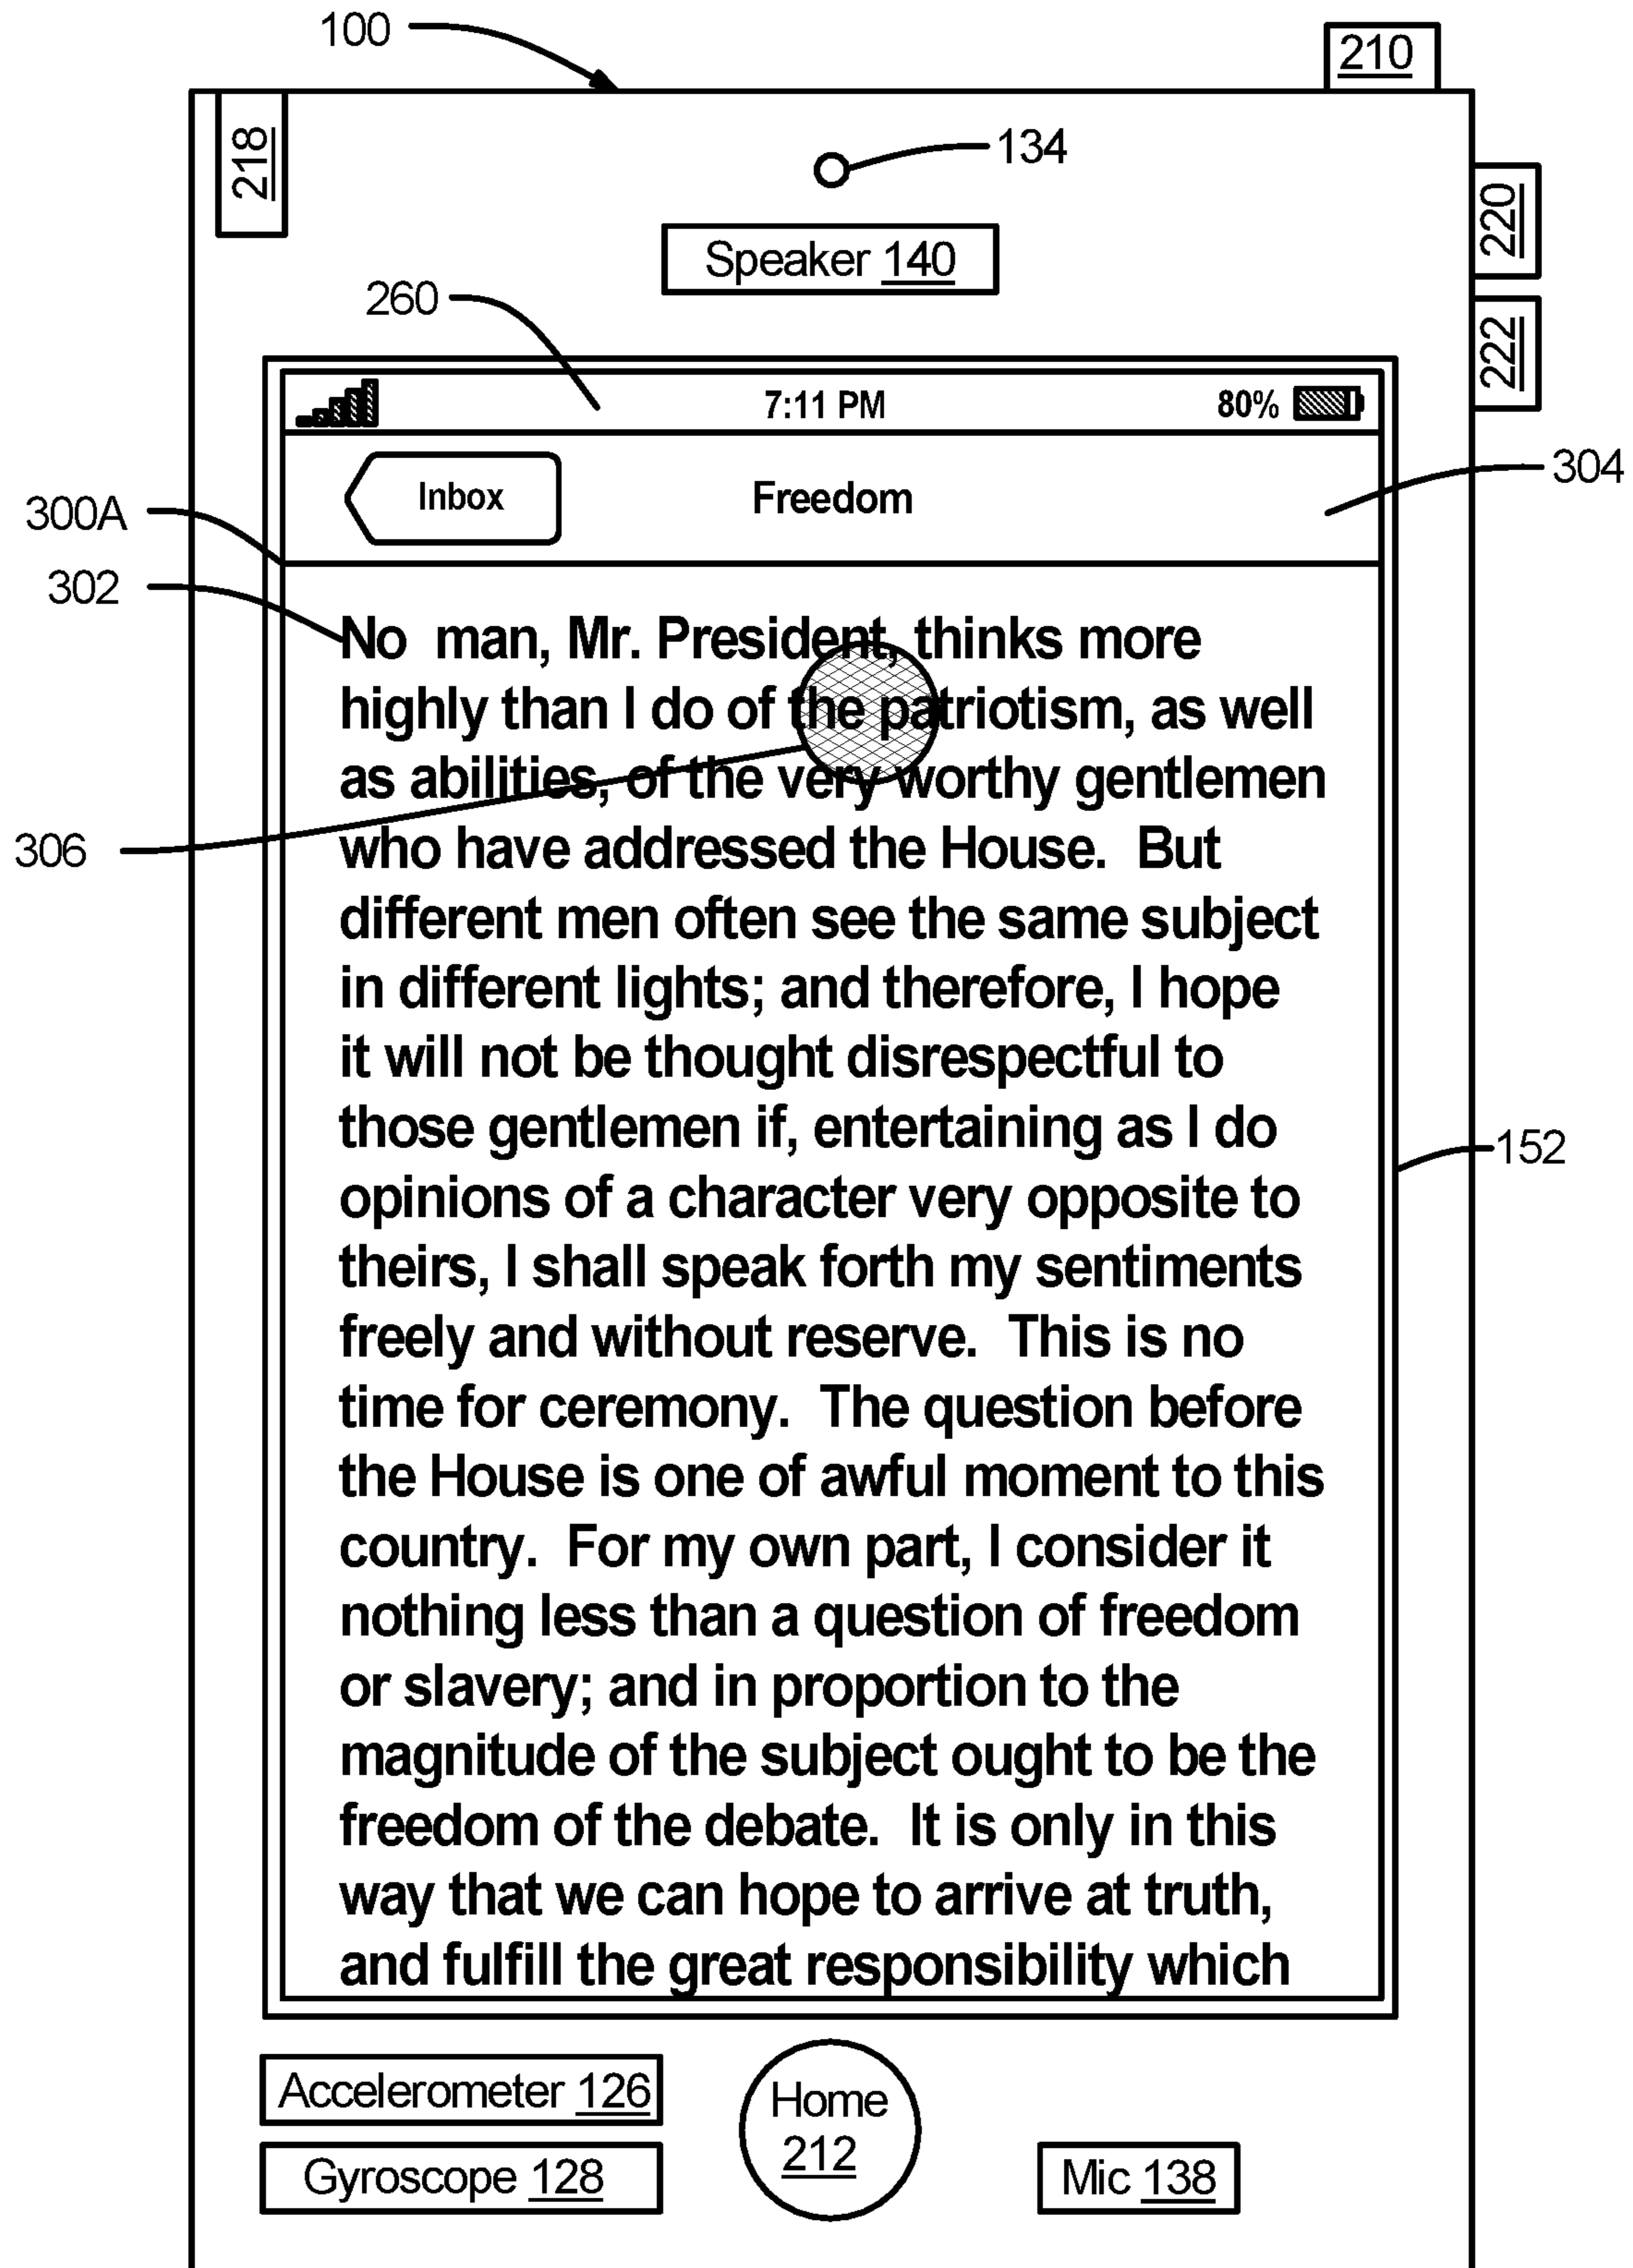 100
210
218
134
220
Speaker 140
260
222
7:11 PM 80%
304
Inbox Freedom
300A
302
No man, Mr. President, thinks more
highly than I do of the patriotism, as well
as abilities, of the very worthy gentlemen
306
who have addressed the House. But
different men often see the same subject
in different lights; and therefore, I hope
it will not be thought disrespectful to
those gentlemen if, entertaining as I do
152
opinions of a character very opposite to
theirs, I shall speak forth my sentiments
freely and without reserve. This is no
time for ceremony. The question before
the House is one of awful moment to this
country. For my own part, I consider it
nothing less than a question of freedom
or slavery; and in proportion to the
magnitude of the subject ought to be the
freedom of the debate. It is only in this
way that we can hope to arrive at truth,
and fulfill the great responsibility which
Accelerometer 126
Home
212
Gyroscope 128
Mic 138